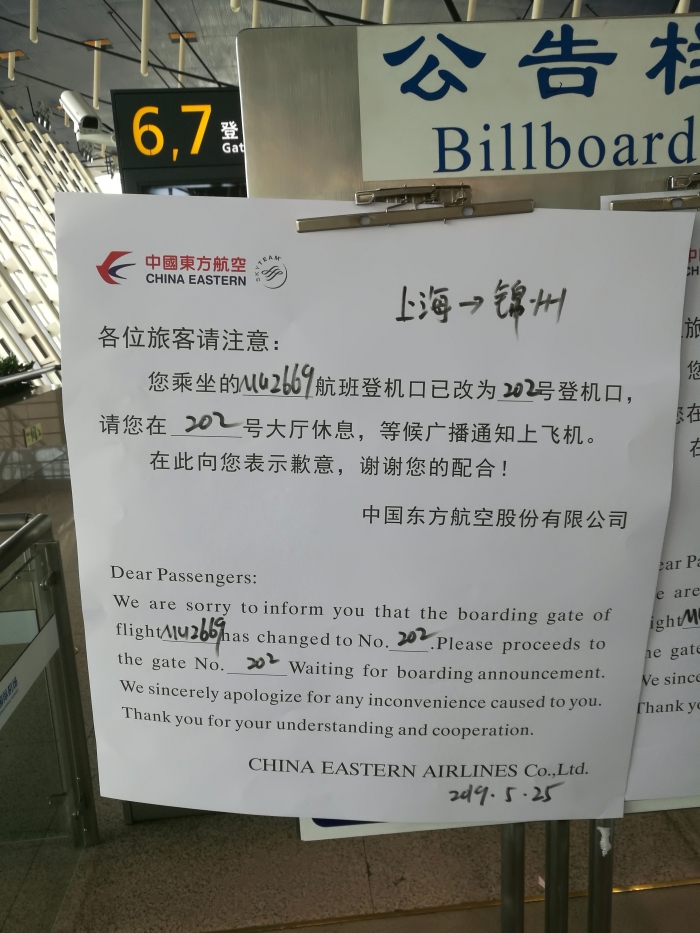 公告栏
Billboard
6,7 登
Gat
中國東方航空
CHINA EASTERN
SKYTEAM
上海→锦州
各位旅客请注意：
您乘坐的MU2669航班登机口已改为202号登机口，
请您在 202 号大厅休息，等候广播通知上飞机。
在此向您表示歉意，谢谢您的配合！
中国东方航空股份有限公司
Dear Passengers:
We are sorry to inform you that the boarding gate of
flight MU2669 has changed to No. 202 .Please proceeds to
the gate No. 202 Waiting for boarding announcement.
We sincerely apologize for any inconvenience caused to you.
Thank you for your understanding and cooperation.
CHINA EASTERN AIRLINES Co.,Ltd.
2019.5.25